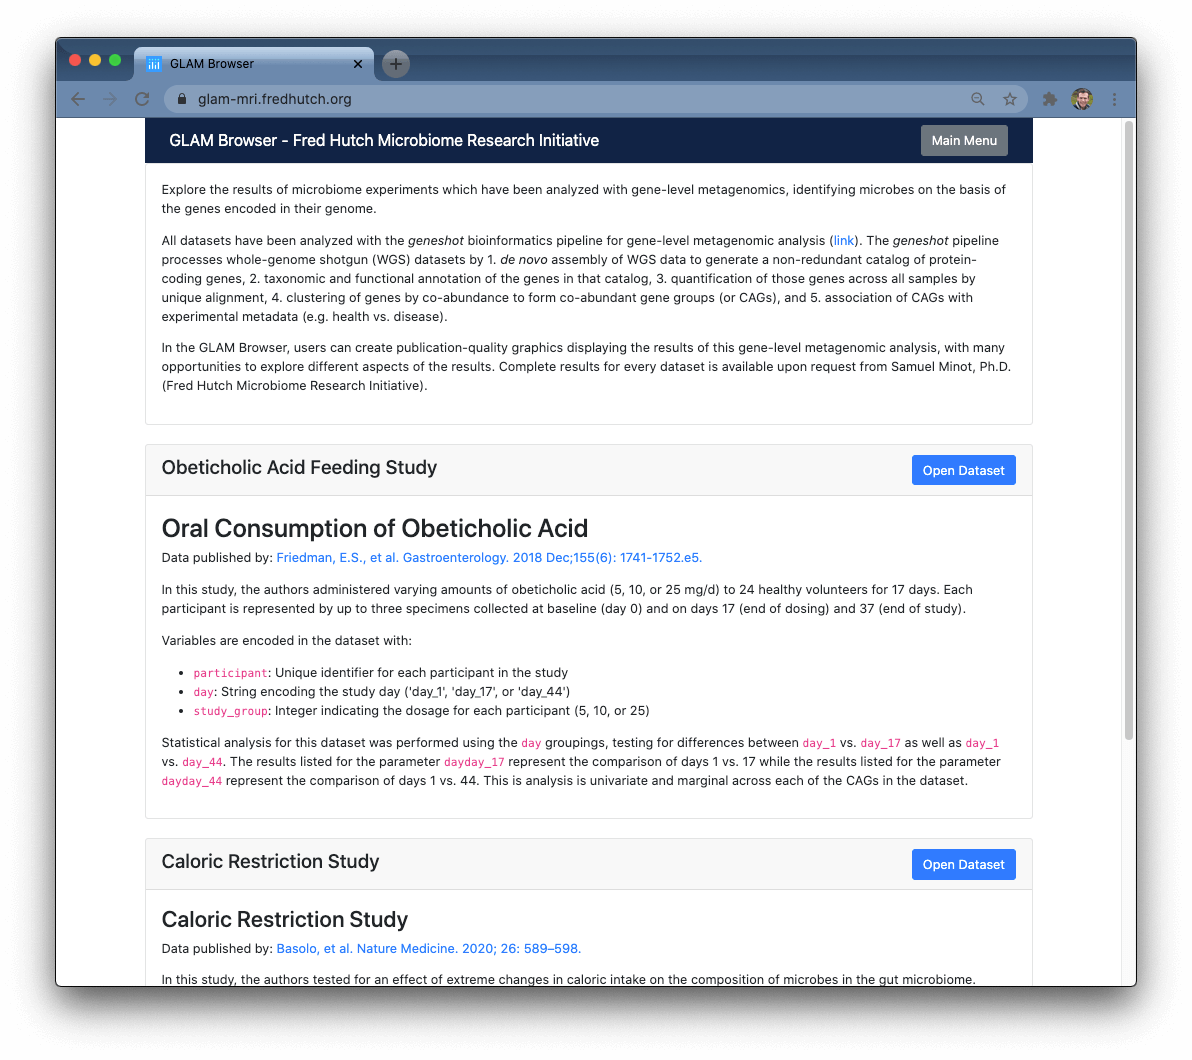 GLAM Browser
glam-mri.fredhutch.org
GLAM Browser - Fred Hutch Microbiome Research Initiative
Main Menu
Explore the results of microbiome experiments which have been analyzed with gene-level metagenomics, identifying microbes on the basis of
the genes encoded in their genome.
All datasets have been analyzed with the geneshot bioinformatics pipeline for gene-level metagenomic analysis (link). The geneshot pipeline
processes whole-genome shotgun (WGS) datasets by 1. de novo assembly of WGS data to generate a non-redundant catalog of protein-
coding genes, 2. taxonomic and functional annotation of the genes in that catalog, 3. quantification of those genes across all samples by
unique alignment, 4. clustering of genes by co-abundance to form co-abundant gene groups (or CAGs), and 5. association of CAGs with
experimental metadata (e.g. health vs. disease).
In the GLAM Browser, users can create publication-quality graphics displaying the results of this gene-level metagenomic analysis, with many
opportunities to explore different aspects of the results. Complete results for every dataset is available upon request from Samuel Minot, Ph.D.
(Fred Hutch Microbiome Research Initiative).
Obeticholic Acid Feeding Study
Open Dataset
Oral Consumption of Obeticholic Acid
Data published by: Friedman, E.S., et al. Gastroenterology. 2018 Dec;155(6): 1741-1752.e5.
In this study, the authors administered varying amounts of obeticholic acid (5, 10, or 25 mg/d) to 24 healthy volunteers for 17 days. Each
participant is represented by up to three specimens collected at baseline (day 0) and on days 17 (end of dosing) and 37 (end of study).
Variables are encoded in the dataset with:
• participant: Unique identifier for each participant in the study
• day: String encoding the study day ('day_1', 'day_17', or 'day_44')
• study_group: Integer indicating the dosage for each participant (5, 10, or 25)
Statistical analysis for this dataset was performed using the day groupings, testing for differences between day_1 vs. day_17 as well as day_1
vs. day_44. The results listed for the parameter dayday_17 represent the comparison of days 1 vs. 17 while the results listed for the parameter
dayday_44 represent the comparison of days 1 vs. 44. This is analysis is univariate and marginal across each of the CAGs in the dataset.
Caloric Restriction Study
Open Dataset
Caloric Restriction Study
Data published by: Basolo, et al. Nature Medicine. 2020; 26: 589–598.
In this study, the authors tested for an effect of extreme changes in caloric intake on the composition of microbes in the gut microbiome.